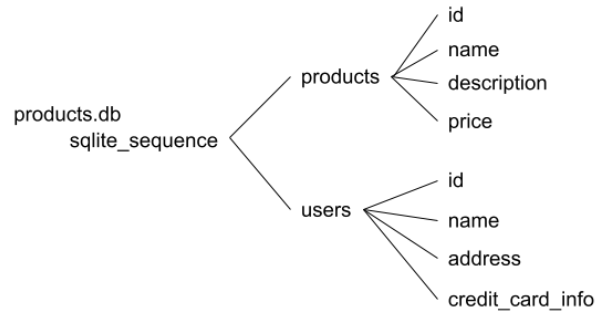 products.db
sqlite_sequence
products
id
name
description
price
users
id
name
address
credit_card_info